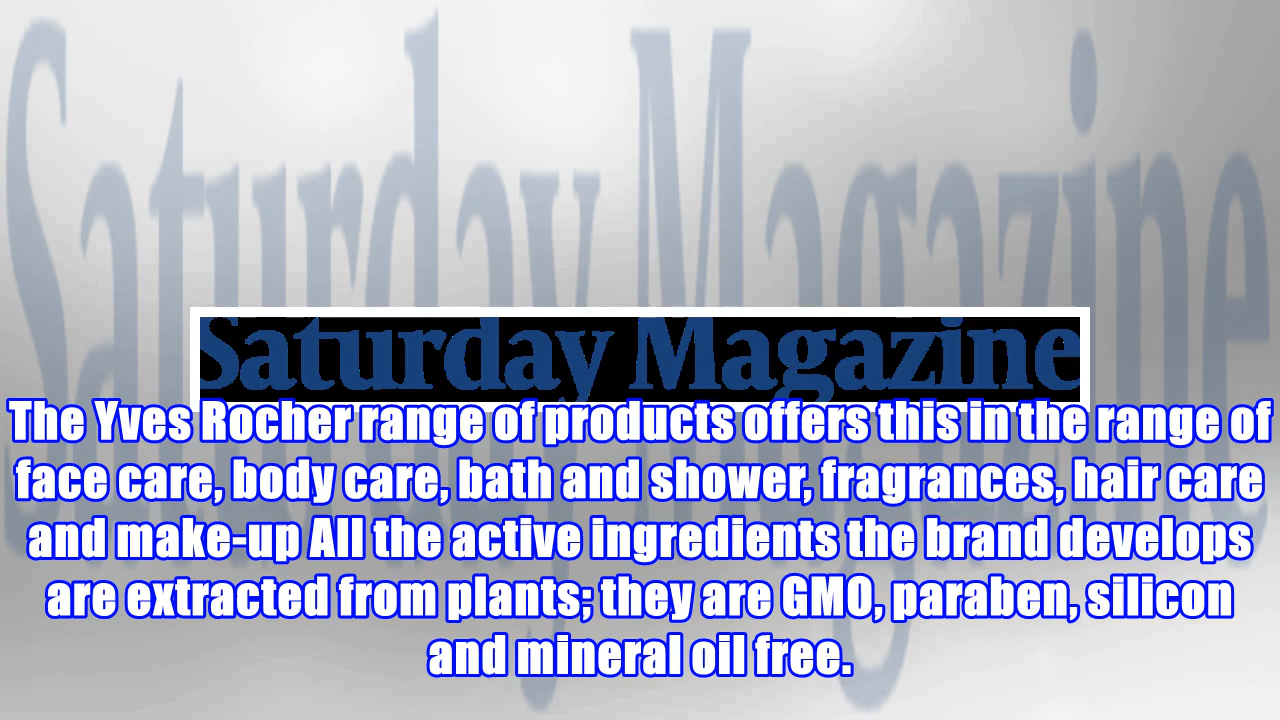 Saturday Magazine
Saturday Magazine
The Yves Rocher range of products offers this in the range of
face care, body care, bath and shower, fragrances, hair care
and make-up All the active ingredients the brand develops
are extracted from plants; they are GMO, paraben, silicon
and mineral oil free.